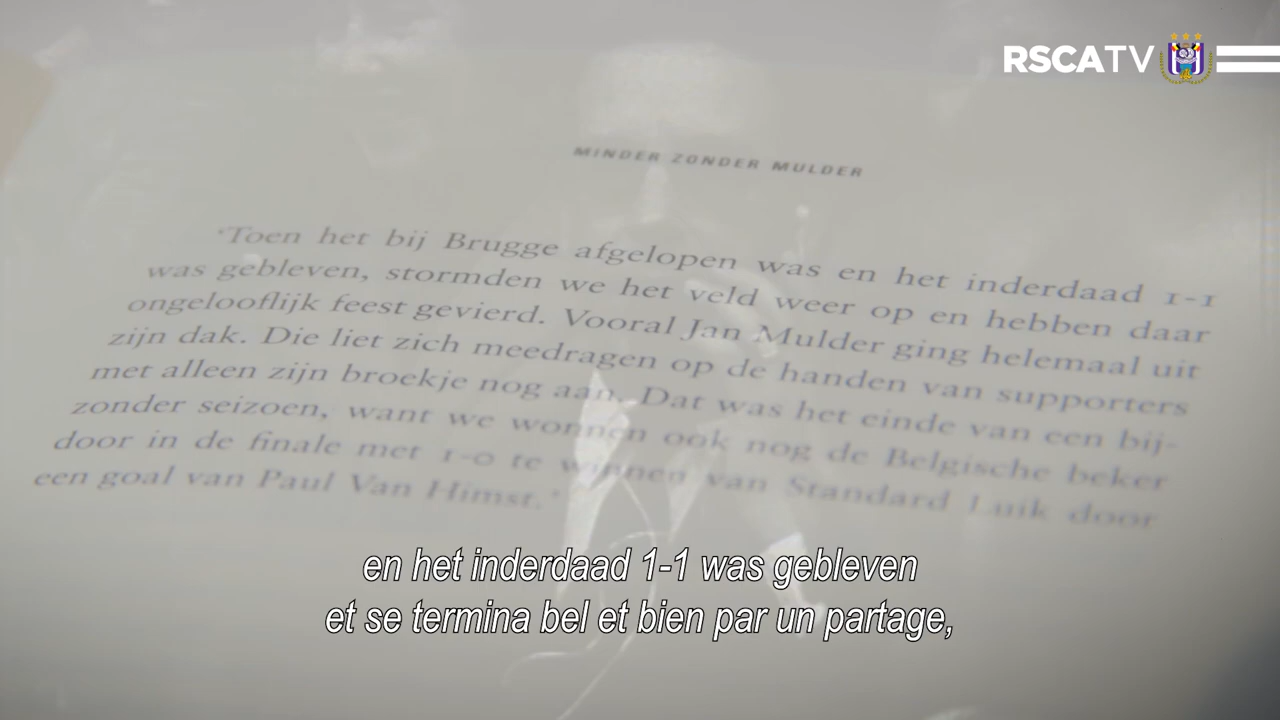 RSCATV
MINDER ZONDER MULDER
'Toen het bij Brugge afgelopen was en het inderdaad 1-1
was gebleven, stormden we het veld weer op en hebben daar
ongelooflijk feest gevierd. Vooral Jan Mulder ging helemaal uit
zijn dak. Die liet zich meedragen op de handen van supporters
met alleen zijn broekje nog aan. Dat was het einde van een bij-
zonder seizoen, want we wonnen ook nog de Belgische beker
door in de finale met 1-0 te winnen van Standard Luik door
een goal van Paul Van Himst.'
en het inderdaad 1-1 was gebleven
et se termina bel et bien par un partage,